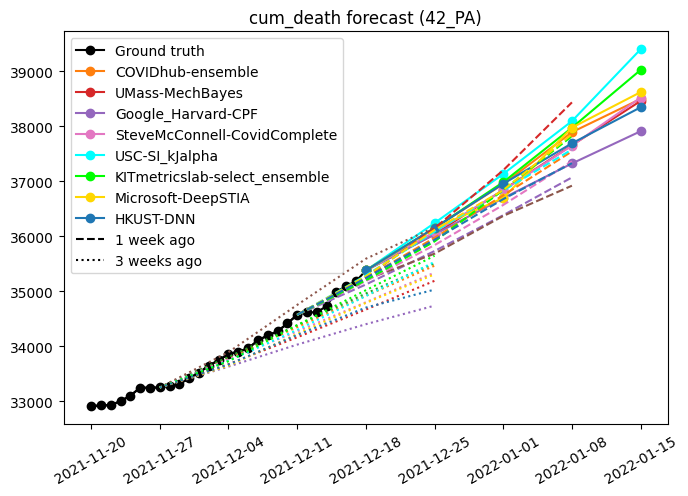 cum_death forecast (42_PA)
Ground truth
COVIDhub-ensemble
UMass-MechBayes
Google_Harvard-CPF
SteveMcConnell-CovidComplete
USC-SI_kJalpha
KITmetricslab-select_ensemble
Microsoft-DeepSTIA
HKUST-DNN
1 week ago
3 weeks ago
39000
38000
37000
36000
35000
34000
33000
2021-11-20
2021-11-27
2021-12-04
2021-12-11
2021-12-18
2021-12-25
2022-01-01
2022-01-08
2022-01-15